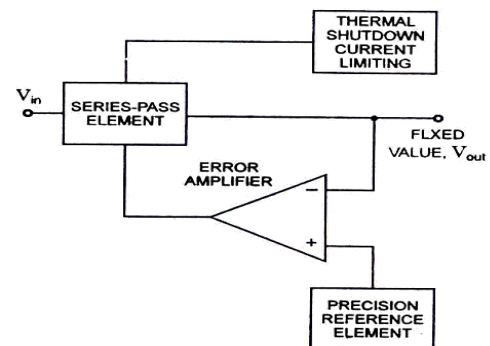 THERMAL
SHUTDOWN
CURRENT
LIMITING
Vin
SERIES-PASS
ELEMENT
FLXED
VALUE, Vout
ERROR
AMPLIFIER
−
+
PRECISION
REFERENCE
ELEMENT